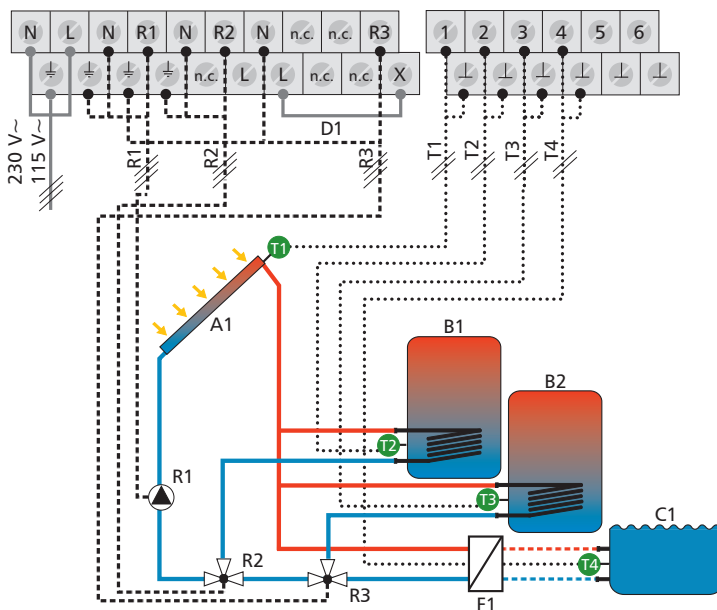 N L N R1 N R2 N n.c. n.c. R3
n.c. L L n.c. n.c. X
1 2 3 4 5 6
D1
230 V~
115 V~
R1
R2
R3
T1
T2
T3
T4
T1
A1
B1
B2
T2
T3
R1
C1
R2
R3
T4
F1